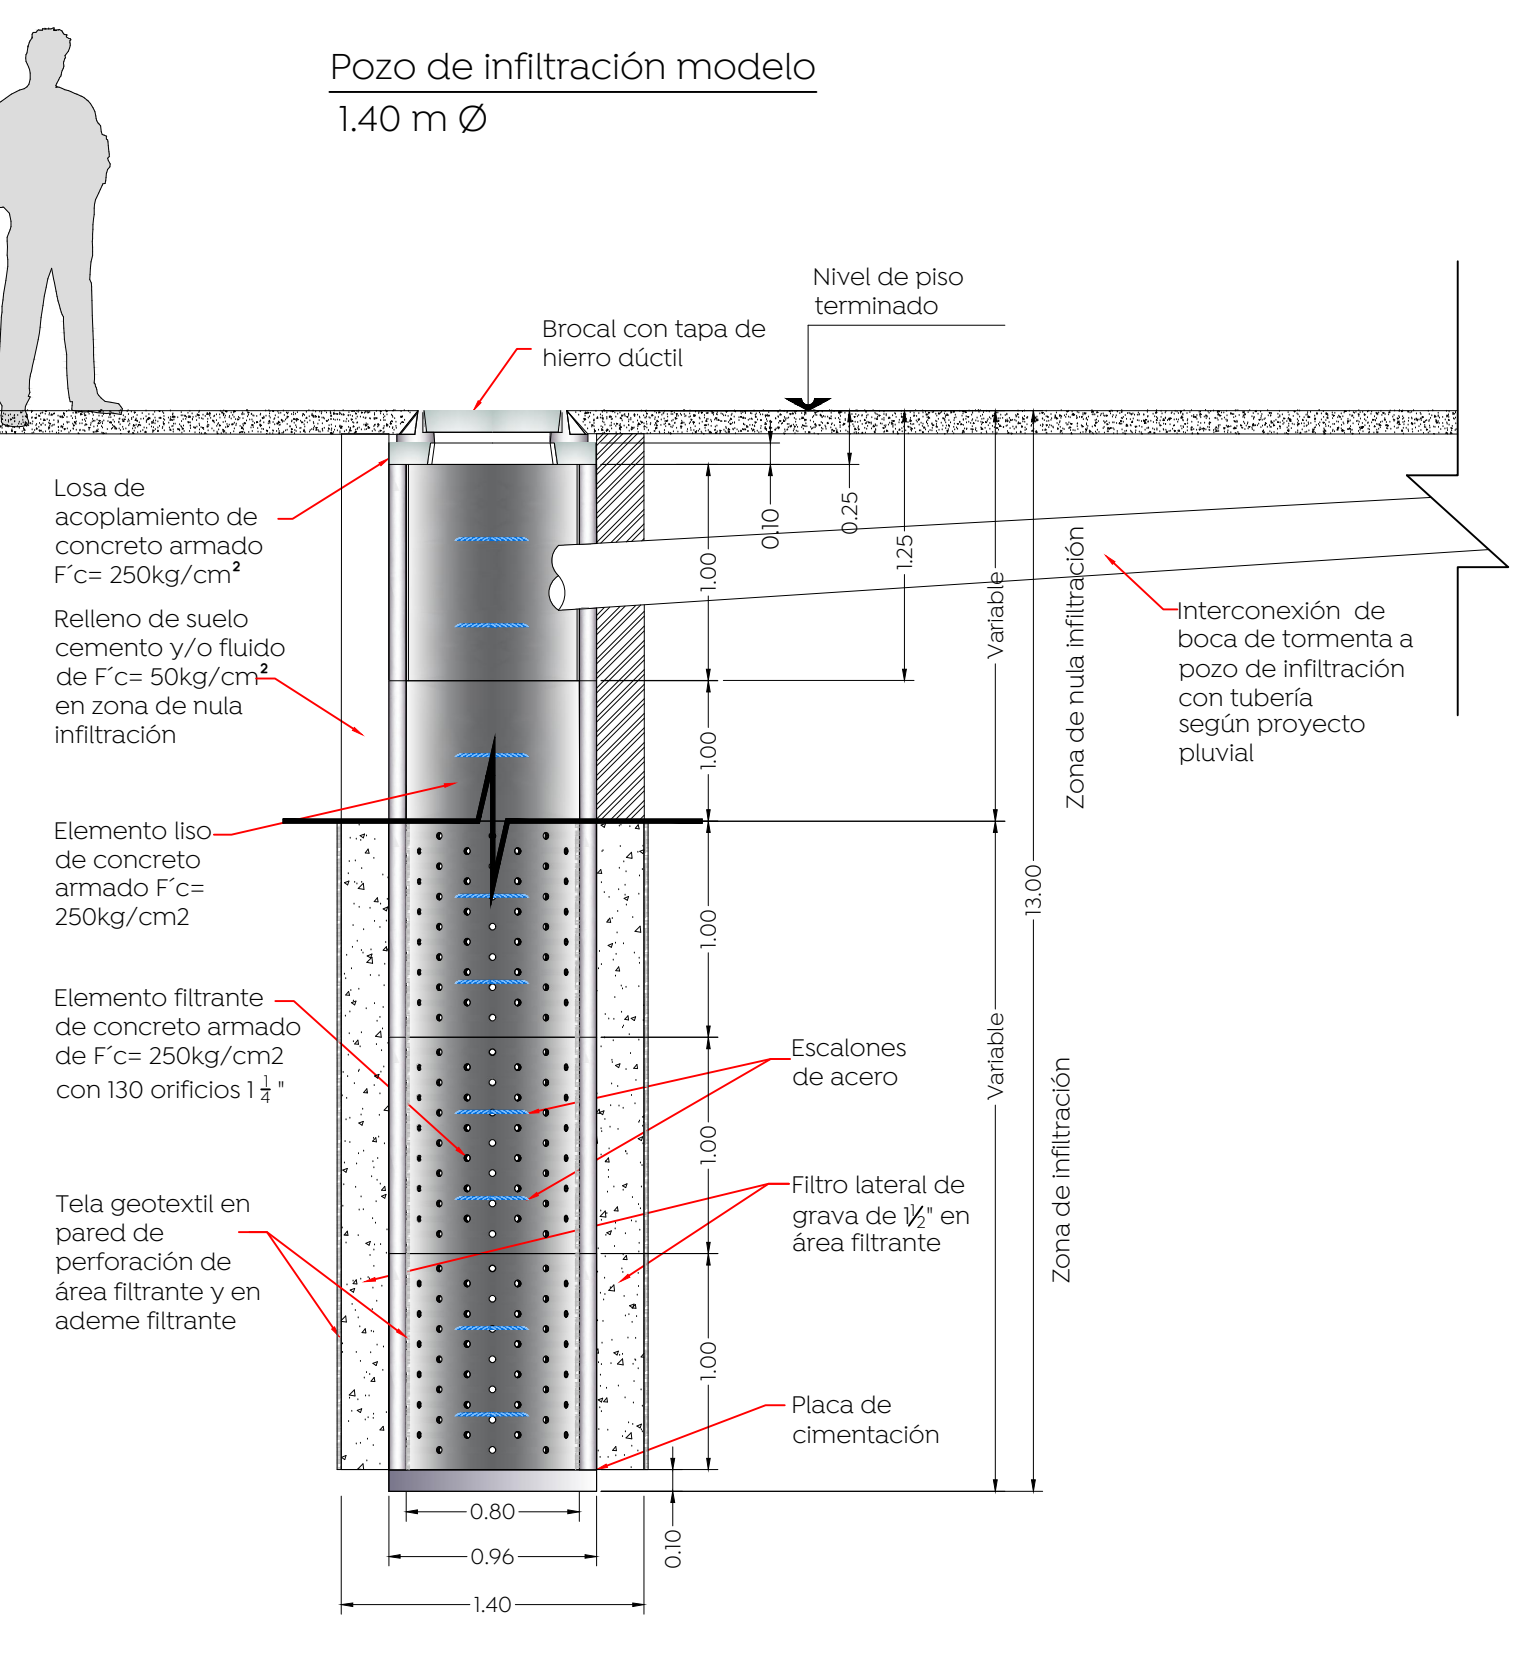 Pozo de infiltración modelo
1.40 m Ø
Nivel de piso
terminado
Brocal con tapa de
hierro dúctil
Losa de
acoplamiento de
concreto armado
F´c= 250kg/cm²
Relleno de suelo
cemento y/o fluido
de F´c= 50kg/cm²
en zona de nula
infiltración
Elemento liso
de concreto
armado F´c=
250kg/cm2
Elemento filtrante
de concreto armado
de F´c= 250kg/cm2
con 130 orificios 1 1/4 "
Tela geotextil en
pared de
perforación de
área filtrante y en
ademe filtrante
0.10
0.25
1.25
1.00
1.00
1.00
1.00
1.00
Variable
Variable
13.00
Zona de nula infiltración
Zona de infiltración
Interconexión de
boca de tormenta a
pozo de infiltración
con tubería
según proyecto
pluvial
Escalones
de acero
Filtro lateral de
grava de 1½" en
área filtrante
Placa de
cimentación
0.10
0.80
0.96
1.40